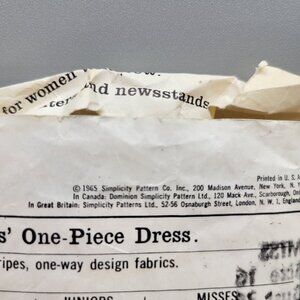 for women
and newsstands
Printed in U. S. A
© 1965 Simplicity Pattern Co. Inc., 200 Madison Avenue, New York, N.
In Canada: Dominion Simplicity Pattern Ltd., 120 Mack Ave., Scarborough, Ont
In Great Britain: Simplicity Patterns Ltd., 52-56 Osnaburgh Street, London, N. W. I, England
s' One-Piece Dress.
ripes, one-way design fabrics.
JUNIORS MISSES